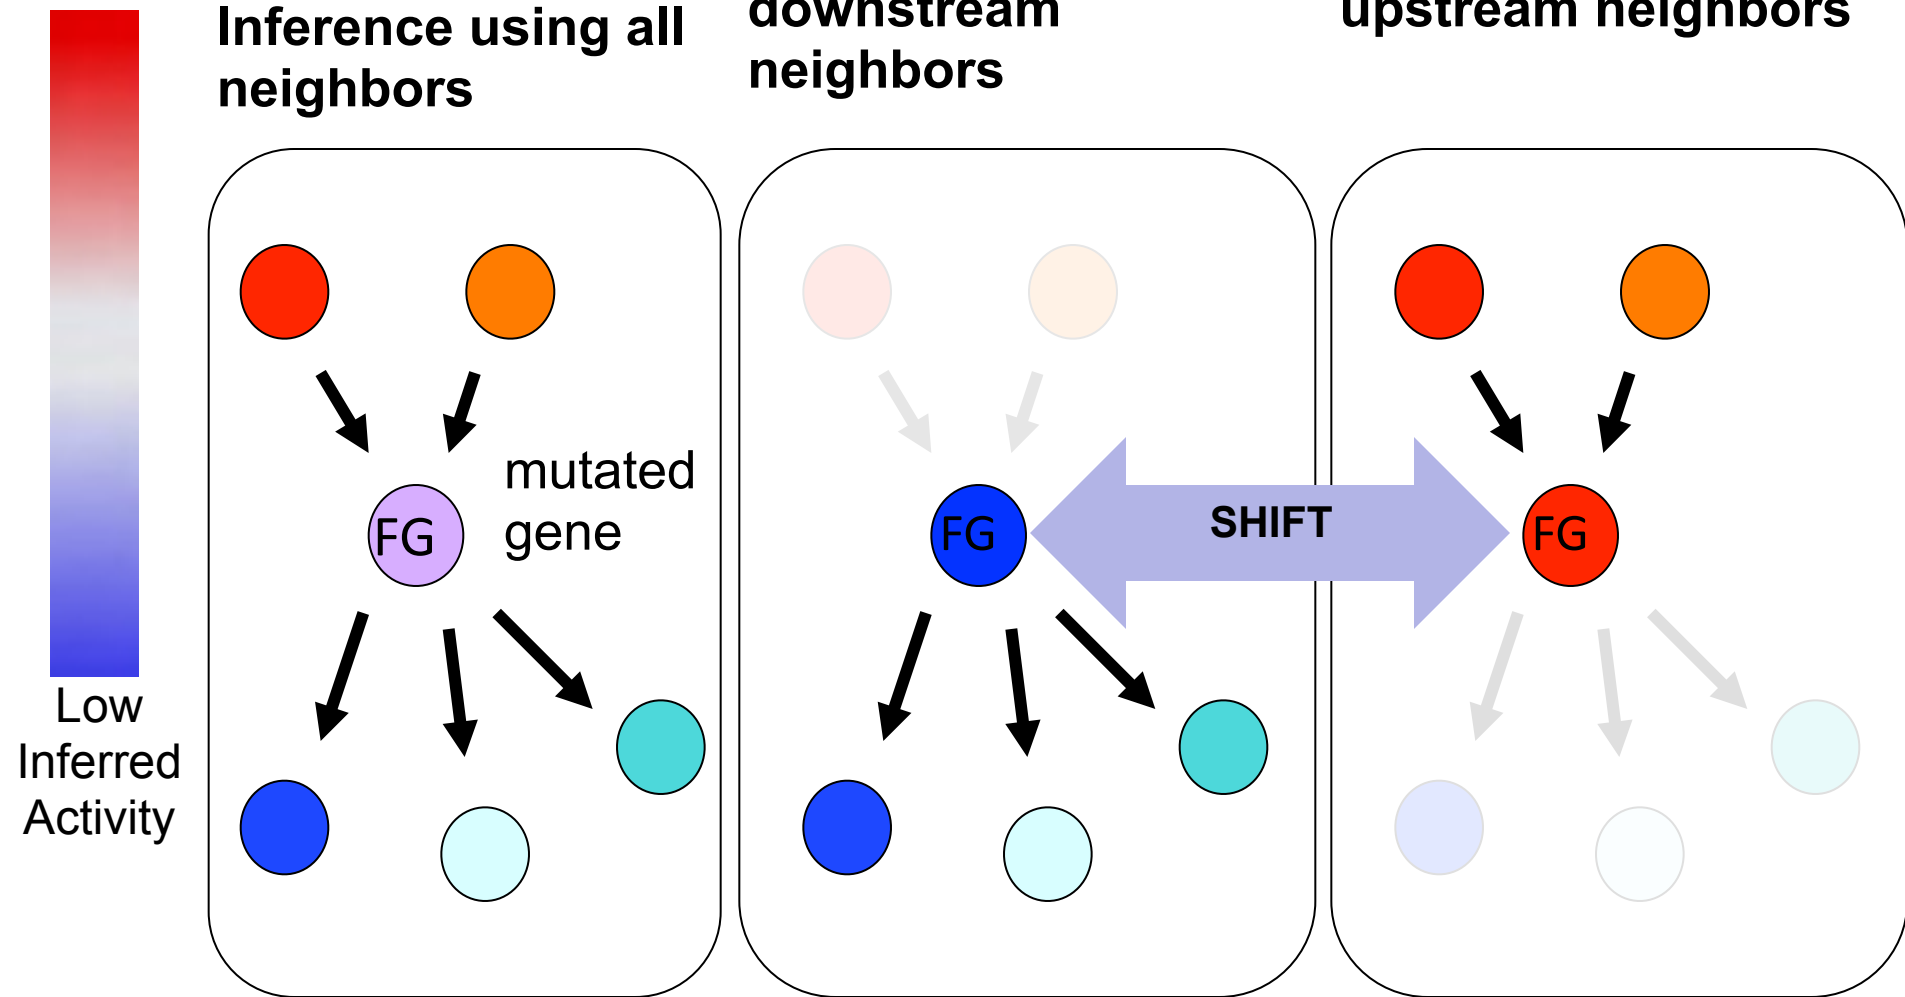 Inference using all
neighbors
downstream
neighbors
upstream neighbors
mutated
gene
FG
FG
SHIFT
FG
Low
Inferred
Activity